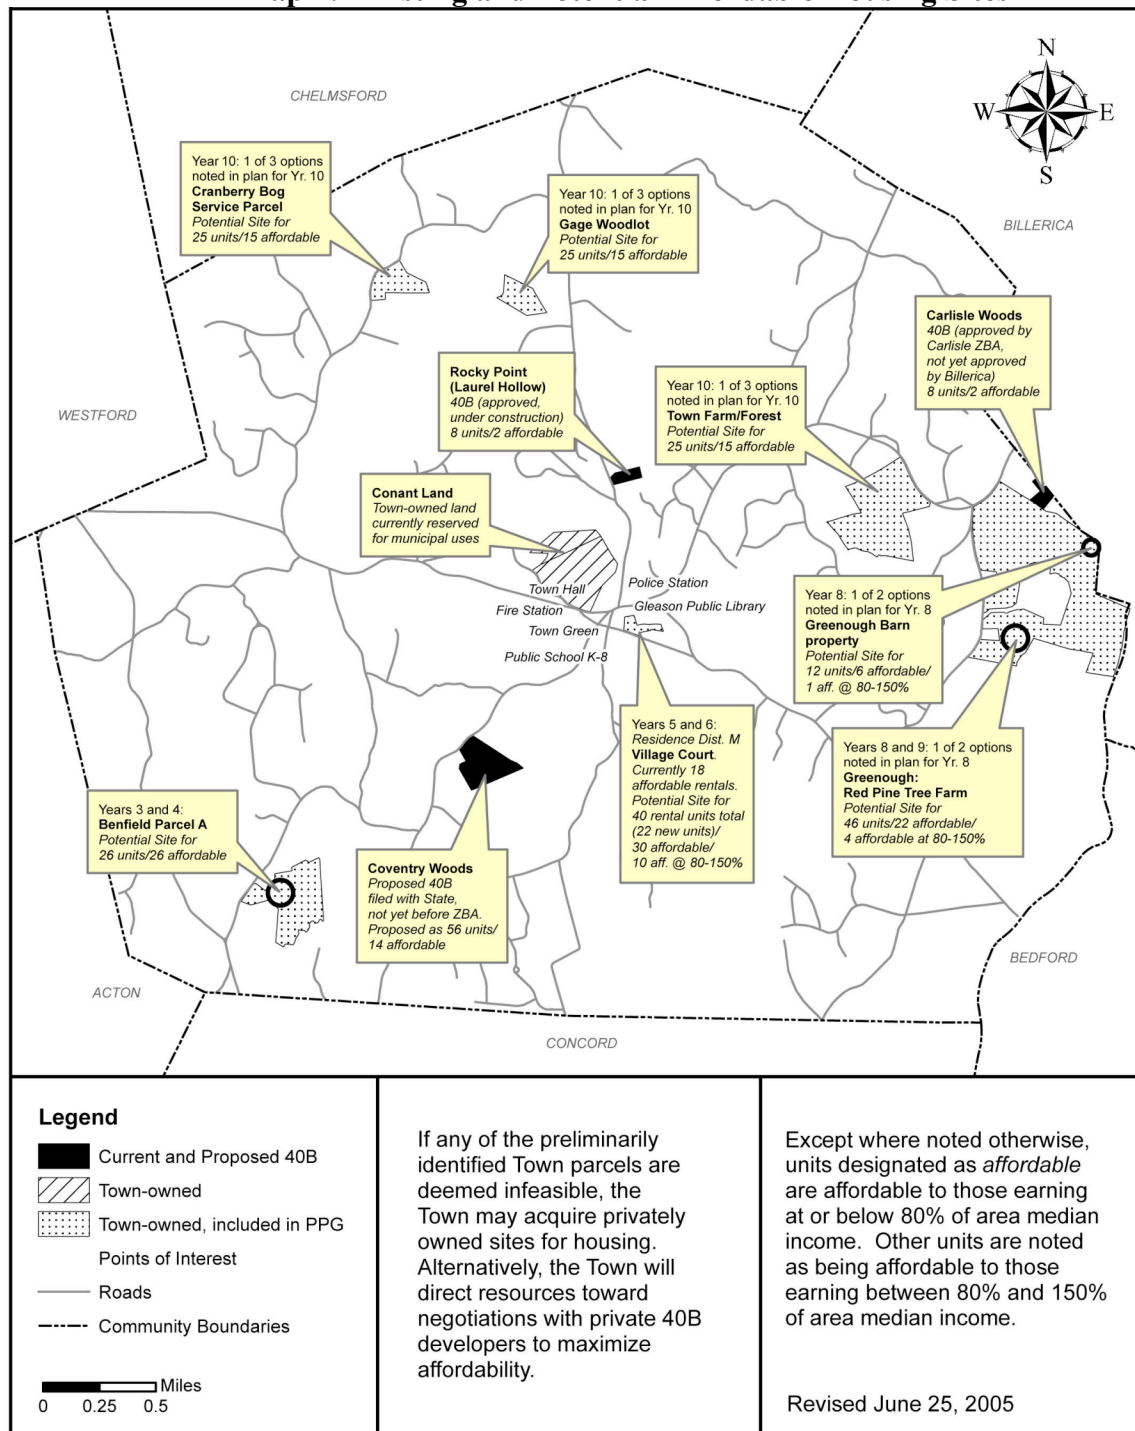 N
W
E
S
CHELMSFORD
BILLERICA
WESTFORD
ACTON
CONCORD
BEDFORD
Year 10: 1 of 3 options
noted in plan for Yr. 10
Cranberry Bog
Service Parcel
Potential Site for
25 units/15 affordable
Year 10: 1 of 3 options
noted in plan for Yr. 10
Gage Woodlot
Potential Site for
25 units/15 affordable
Carlisle Woods
40B (approved by
Carlisle ZBA,
not yet approved
by Billerica)
8 units/2 affordable
Rocky Point
(Laurel Hollow)
40B (approved,
under construction)
8 units/2 affordable
Year 10: 1 of 3 options
noted in plan for Yr. 10
Town Farm/Forest
Potential Site for
25 units/15 affordable
Conant Land
Town-owned land
currently reserved
for municipal uses
Town Hall
Police Station
Fire Station
Gleason Public Library
Town Green
Public School K-8
Year 8: 1 of 2 options
noted in plan for Yr. 8
Greenough Barn
property
Potential Site for
12 units/6 affordable/
1 aff. @ 80-150%
Years 5 and 6:
Residence Dist. M
Village Court.
Currently 18
affordable rentals.
Potential Site for
40 rental units total
(22 new units)/
30 affordable/
10 aff. @ 80-150%
Years 8 and 9: 1 of 2 options
noted in plan for Yr. 8
Greenough:
Red Pine Tree Farm
Potential Site for
46 units/22 affordable/
4 affordable at 80-150%
Years 3 and 4:
Benfield Parcel A
Potential Site for
26 units/26 affordable
Coventry Woods
Proposed 40B
filed with State,
not yet before ZBA.
Proposed as 56 units/
14 affordable
Legend
Current and Proposed 40B
Town-owned
Town-owned, included in PPG
Points of Interest
Roads
Community Boundaries
Miles
0 0.25 0.5
If any of the preliminarily
identified Town parcels are
deemed infeasible, the
Town may acquire privately
owned sites for housing.
Alternatively, the Town will
direct resources toward
negotiations with private 40B
developers to maximize
affordability.
Except where noted otherwise,
units designated as affordable
are affordable to those earning
at or below 80% of area median
income.  Other units are noted
as being affordable to those
earning between 80% and 150%
of area median income.
Revised June 25, 2005